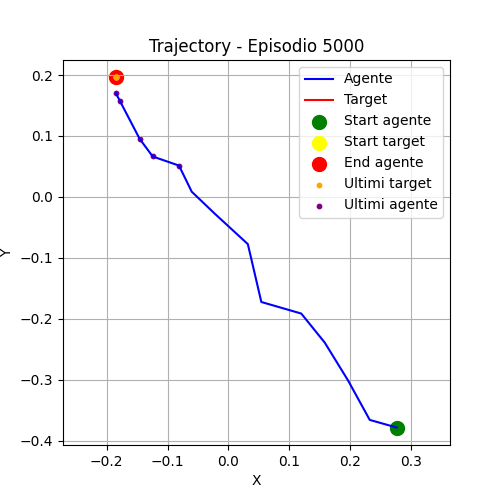 Trajectory - Episodio 5000
Agente
Target
Start agente
Start target
End agente
Ultimi target
Ultimi agente
0.2
0.1
0.0
−0.1
−0.2
−0.3
−0.4
Y
−0.2
−0.1
0.0
0.1
0.2
0.3
X